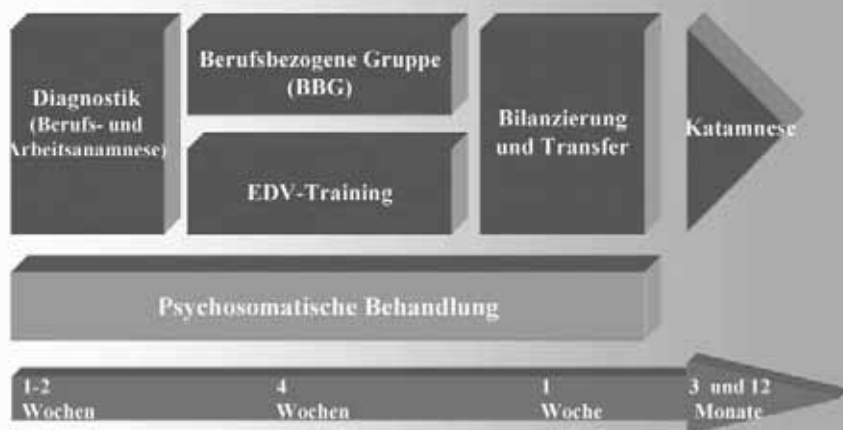 Diagnostik
(Berufs- und
Arbeitsanamnese)
Berufsbezogene Gruppe
(BBG)
EDV-Training
Bilanzierung
und Transfer
Katamnese
Psychosomatische Behandlung
1-2
Wochen
4
Wochen
1
Woche
3 und 12
Monate